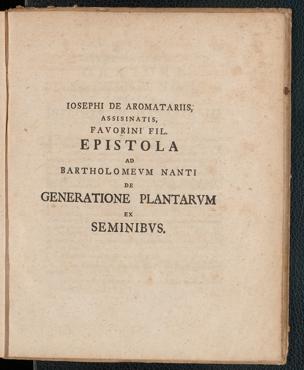 IOSEPHI DE AROMATARIIS,
ASSISINATIS,
FAVORINI FIL.
EPISTOLA
AD
BARTHOLOMEVM NANTI
DE
GENERATIONE PLANTARVM
EX
SEMINIBVS.